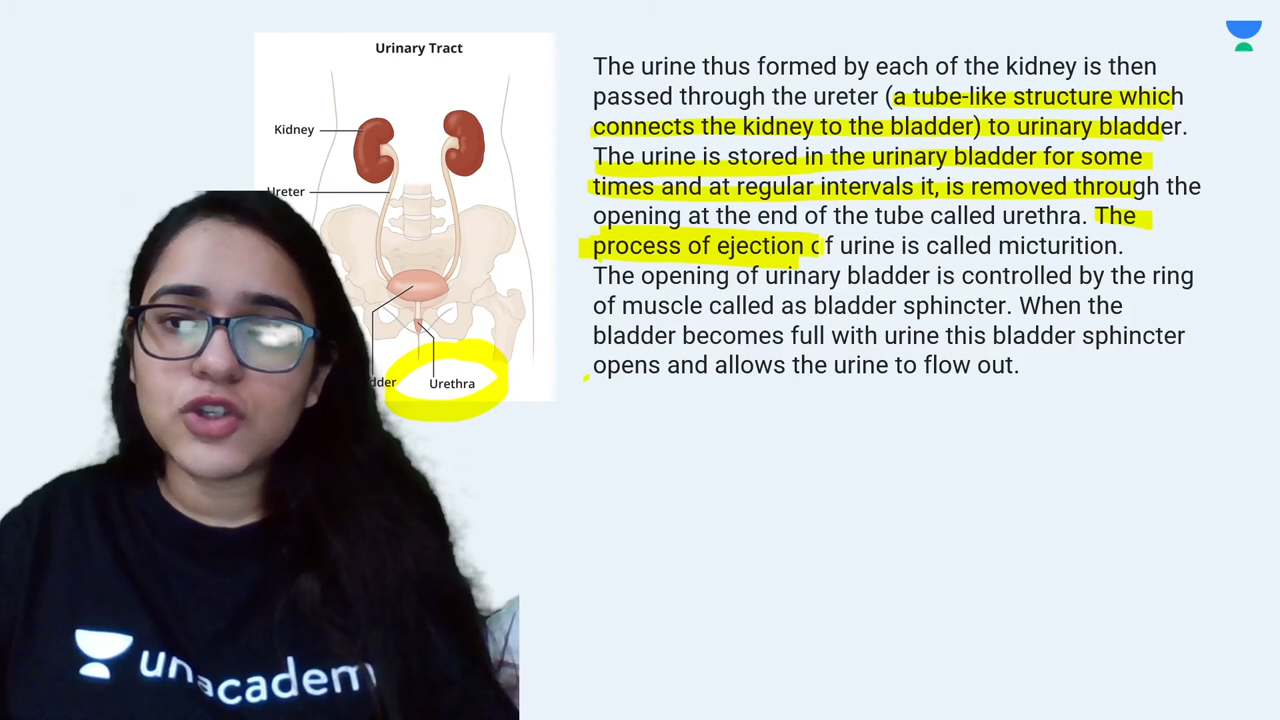 Urinary Tract
Kidney
Ureter
dder
Urethra
The urine thus formed by each of the kidney is then
passed through the ureter (a tube-like structure which
connects the kidney to the bladder) to urinary bladder.
The urine is stored in the urinary bladder for some
times and at regular intervals it, is removed through the
opening at the end of the tube called urethra. The
process of ejection of urine is called micturition.
The opening of urinary bladder is controlled by the ring
of muscle called as bladder sphincter. When the
bladder becomes full with urine this bladder sphincter
opens and allows the urine to flow out.
unacadem